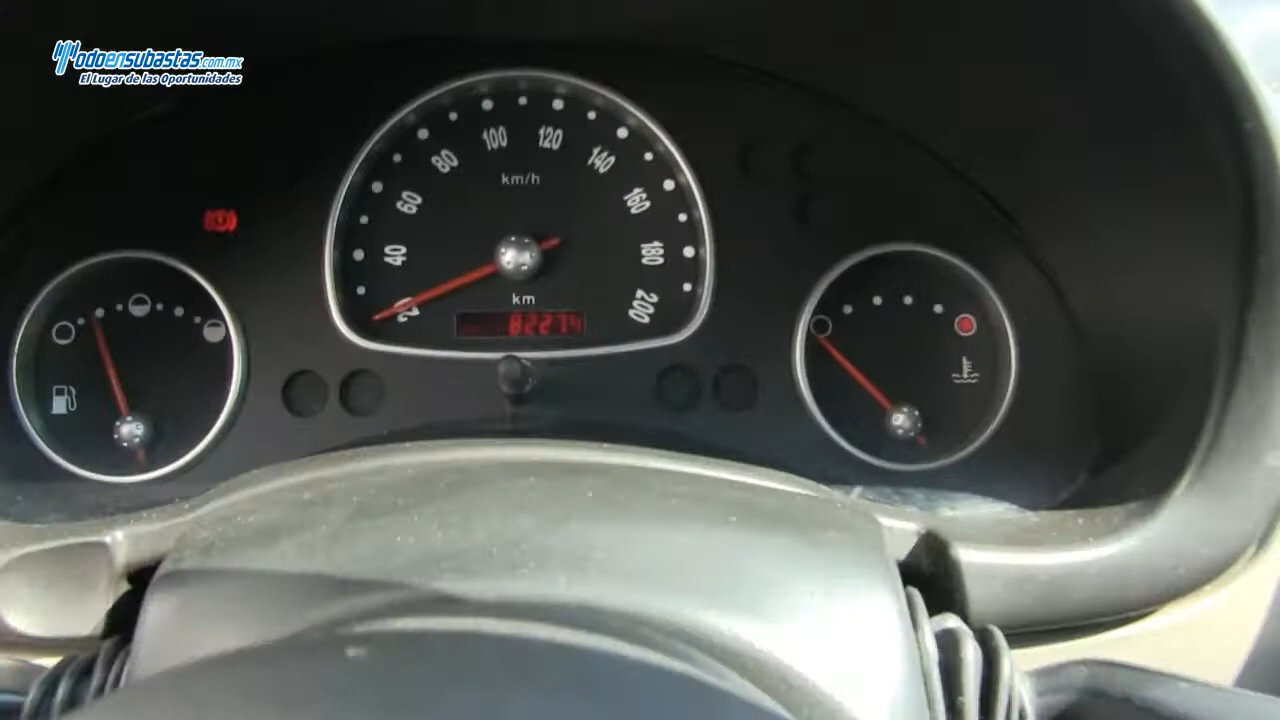 Todoensubastas.com.mx
El Lugar de las Oportunidades
100 120
80 140
km/h
60 160
40 180
km
20 200
82274